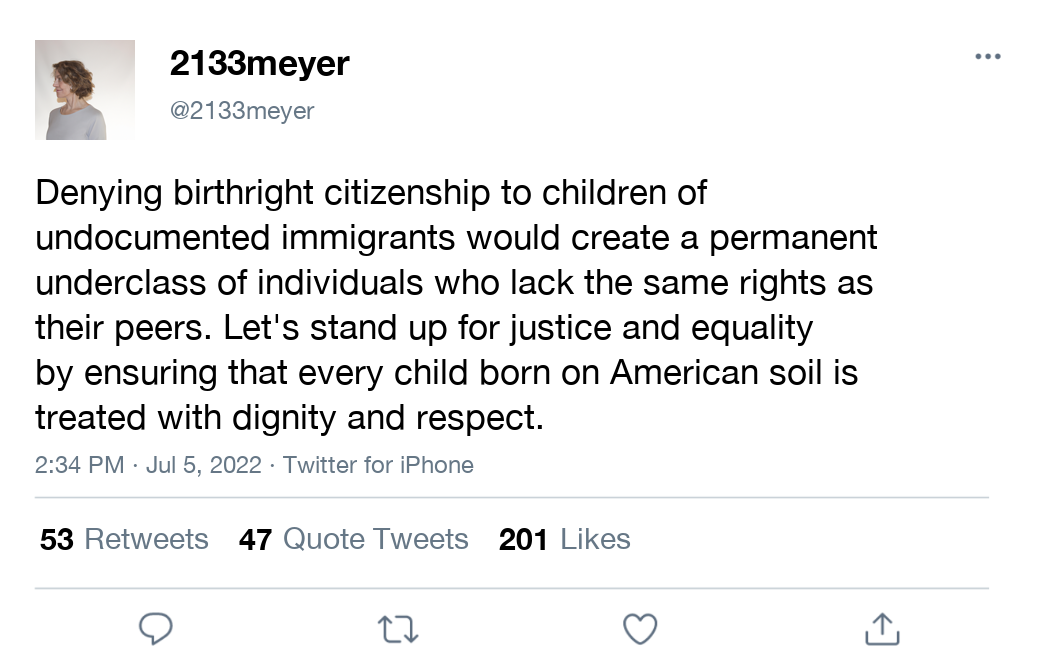 2133meyer
@2133meyer
Denying birthright citizenship to children of
undocumented immigrants would create a permanent
underclass of individuals who lack the same rights as
their peers. Let's stand up for justice and equality
by ensuring that every child born on American soil is
treated with dignity and respect.
2:34 PM · Jul 5, 2022 · Twitter for iPhone
53 Retweets 47 Quote Tweets 201 Likes